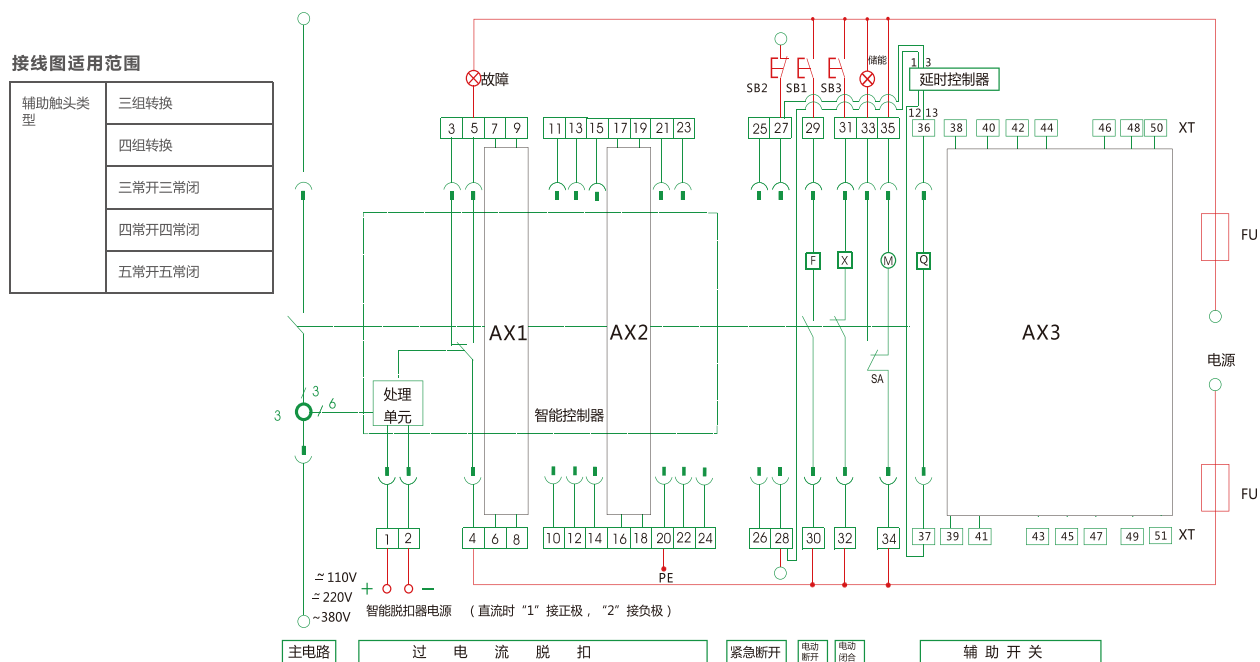 接线图适用范围
辅助触头类
型
三组转换
四组转换
三常开三常闭
四常开四常闭
五常开五常闭
故障
储能
1 3
延时控制器
SB2 SB1 SB3
12 13
3 5 7 9 11 13 15 17 19 21 23 25 27 29 31 33 35 36 38 40 42 44 46 48 50 XT
FU
F X M Q
AX1 AX2 AX3
电源
SA
3
6
3
处理
单元
智能控制器
FU
1 2 4 6 8 10 12 14 16 18 20 22 24 26 28 30 32 34 37 39 41 43 45 47 49 51 XT
PE
≂110V
≂220V
~380V
+ −
智能脱扣器电源 (直流时“1”接正极,“2”接负极)
主电路 过电流脱扣 紧急断开 电动 电动 辅助开关
断开 闭合